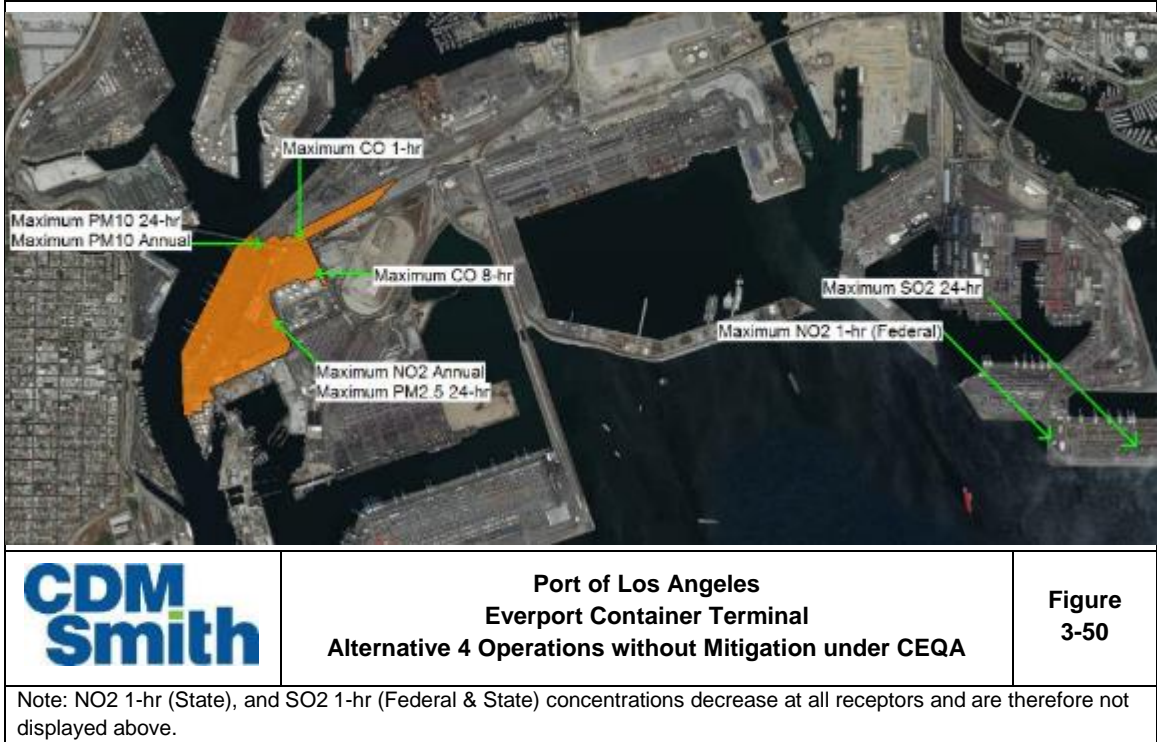 Maximum CO 1-hr
Maximum PM10 24-hr
Maximum PM10 Annual
Maximum CO 8-hr
Maximum SO2 24-hr
Maximum NO2 1-hr (Federal)
Maximum NO2 Annual
Maximum PM2.5 24-hr
CDM
Smith
Port of Los Angeles
Everport Container Terminal
Alternative 4 Operations without Mitigation under CEQA
Figure
3-50
Note: NO2 1-hr (State), and SO2 1-hr (Federal & State) concentrations decrease at all receptors and are therefore not
displayed above.